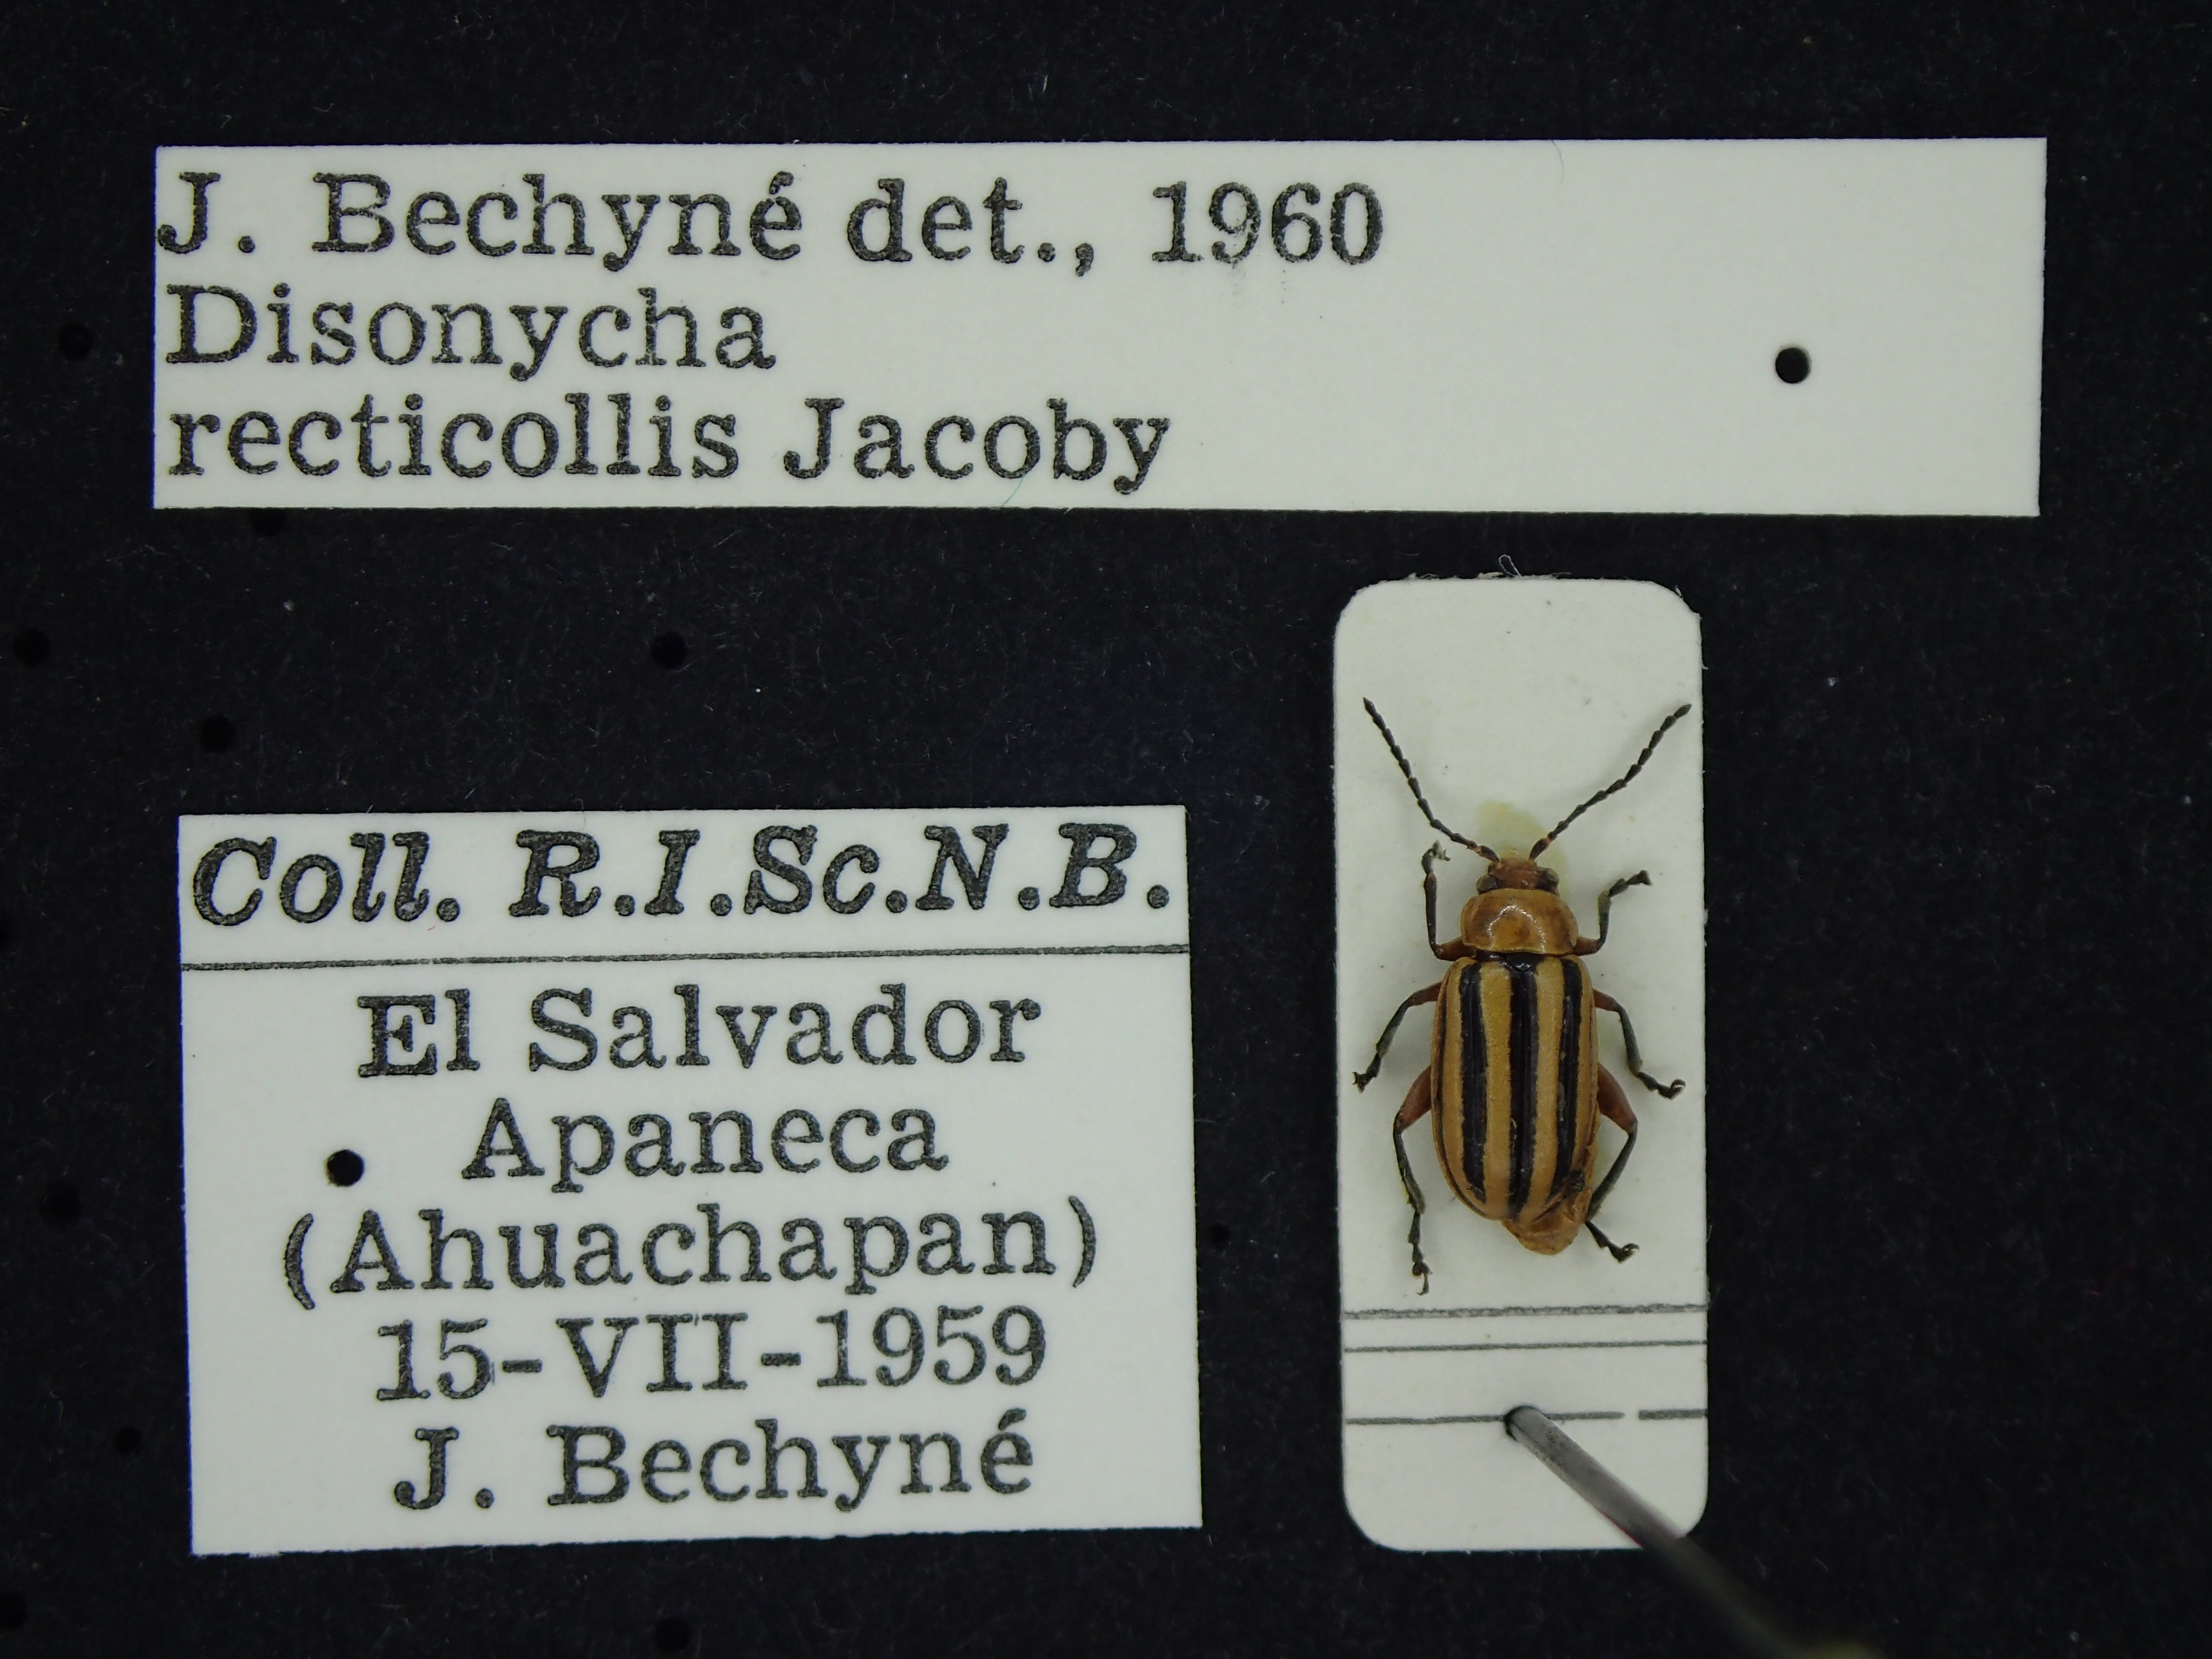 J. Bechyné det., 1960
Disonycha
recticollis Jacoby
Coll. R.I.Sc.N.B.
El Salvador
Apaneca
(Ahuachapan)
15-VII-1959
J. Bechyné